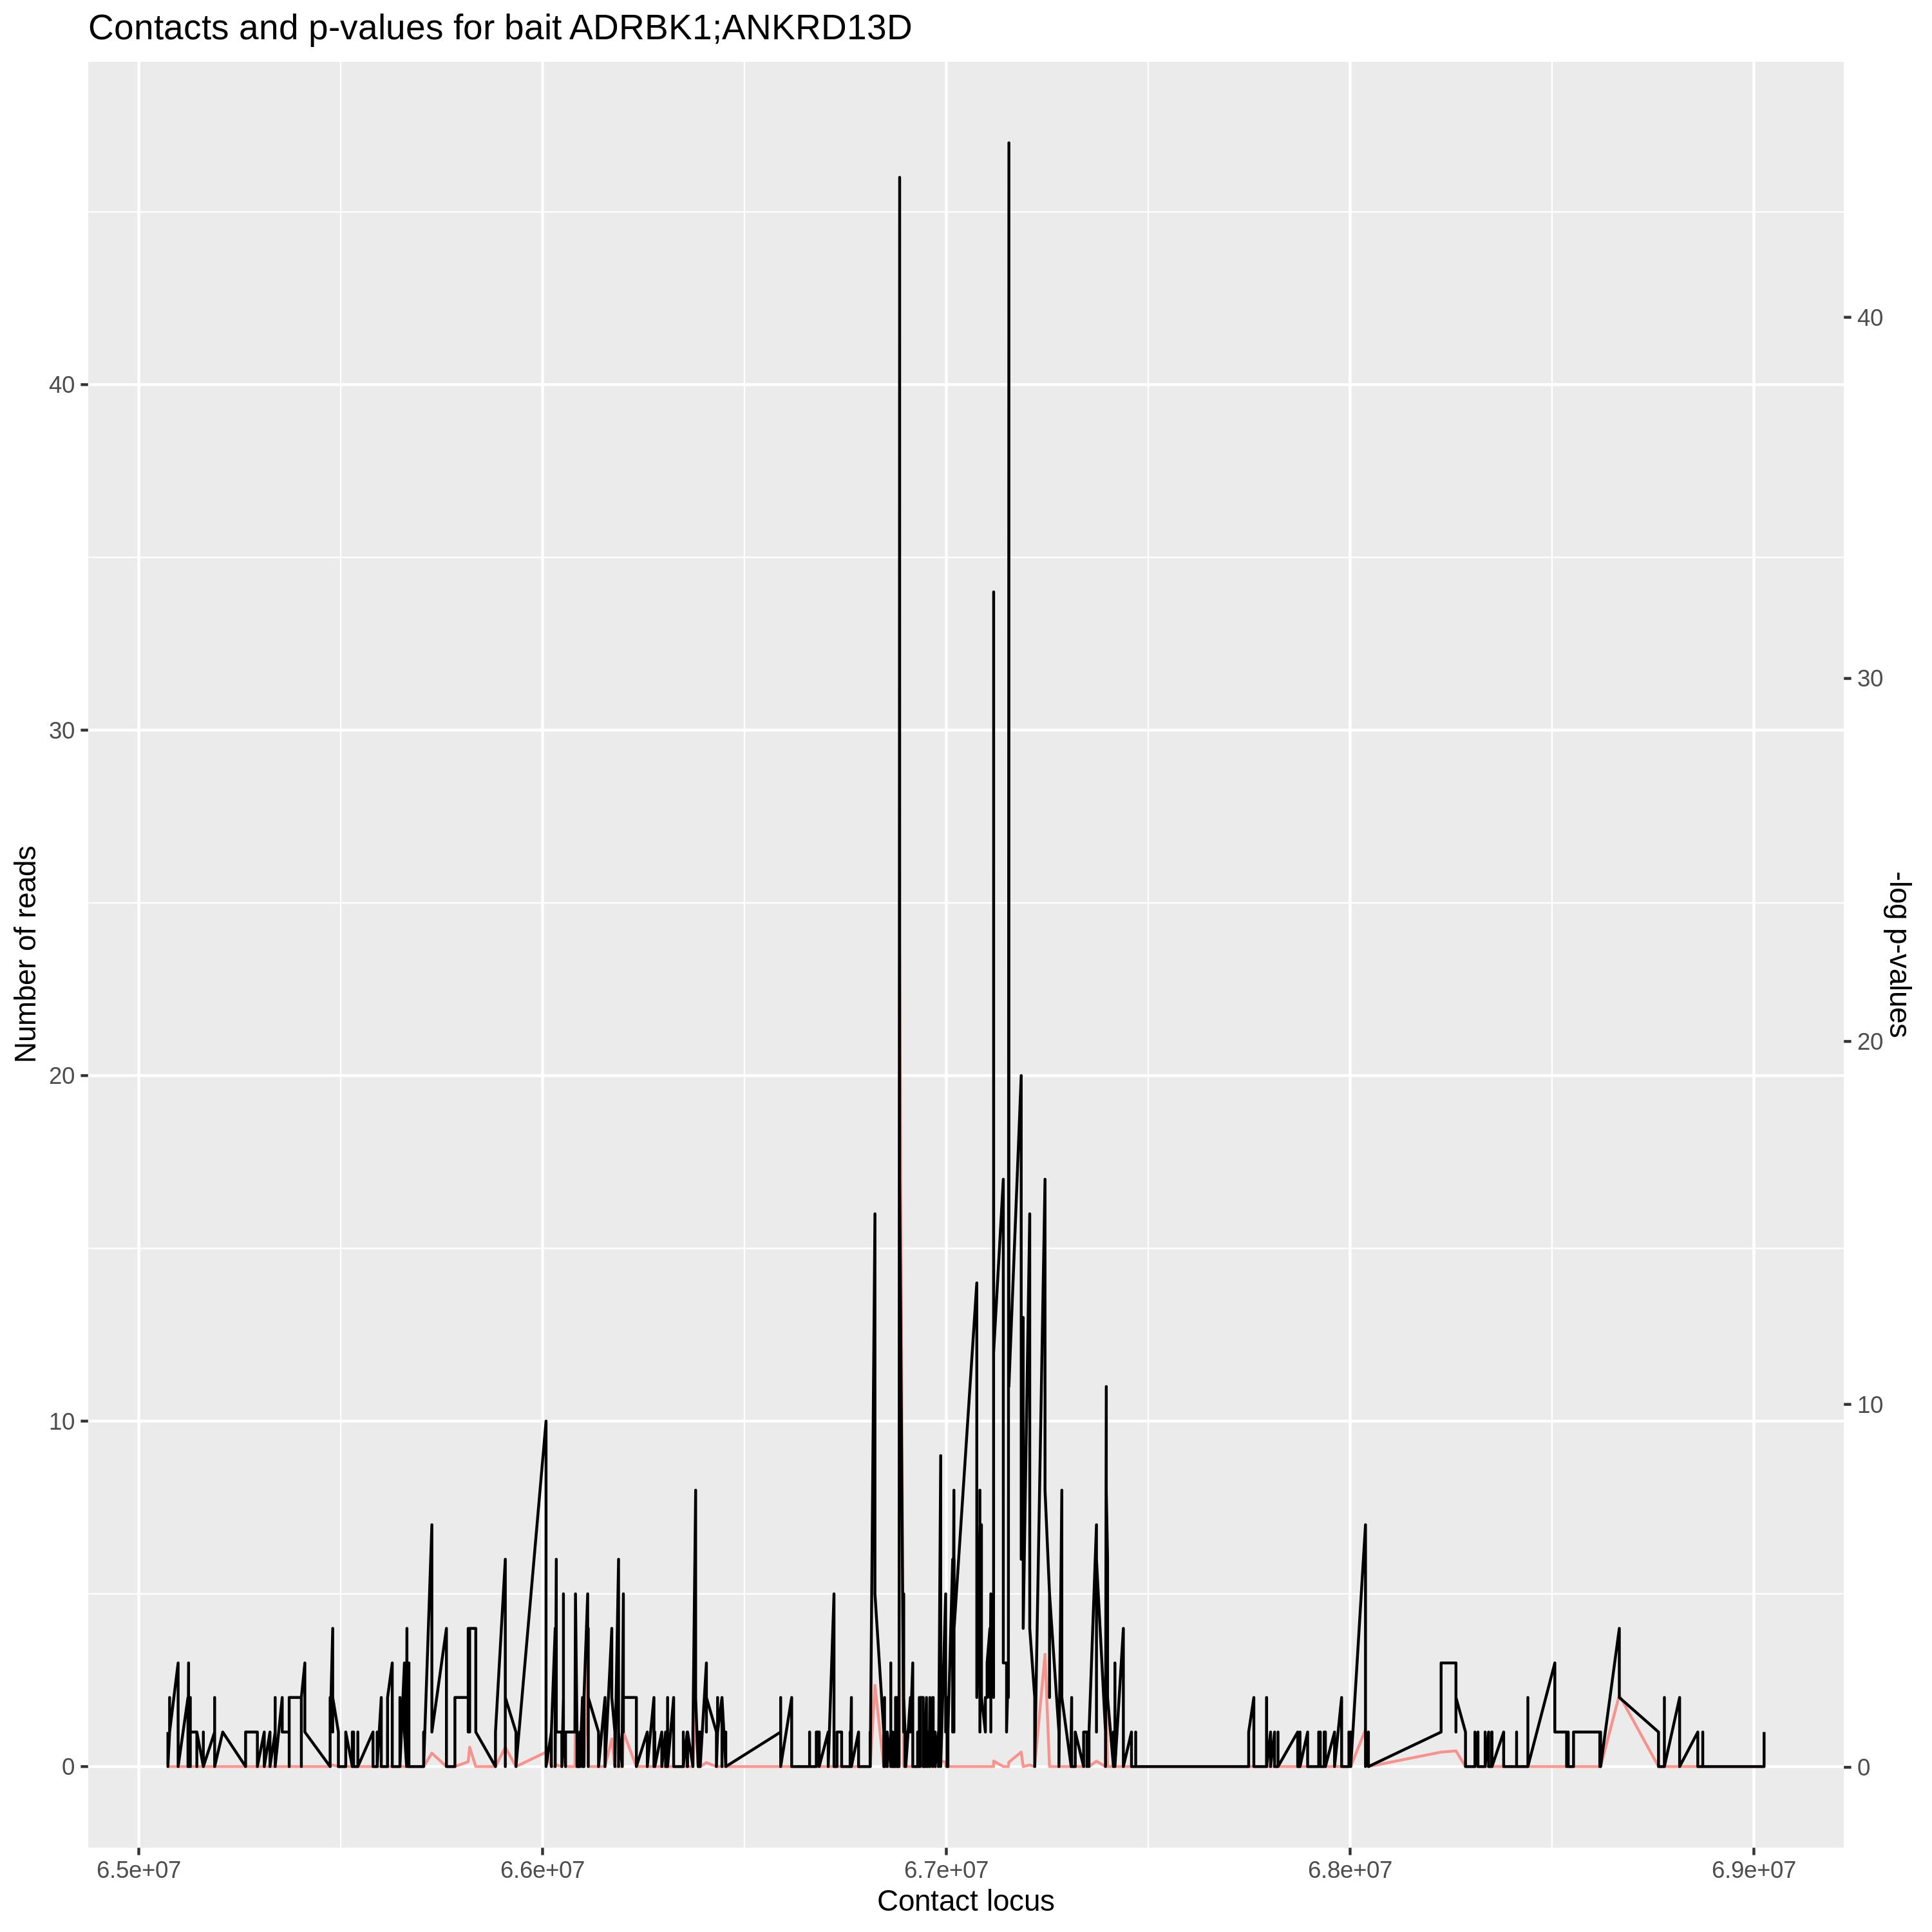 Contacts and p-values for bait ADRBK1;ANKRD13D
Number of reads
40
30
20
10
0
-log p-values
40
30
20
10
0
6.5e+07 6.6e+07 6.7e+07 6.8e+07 6.9e+07
Contact locus